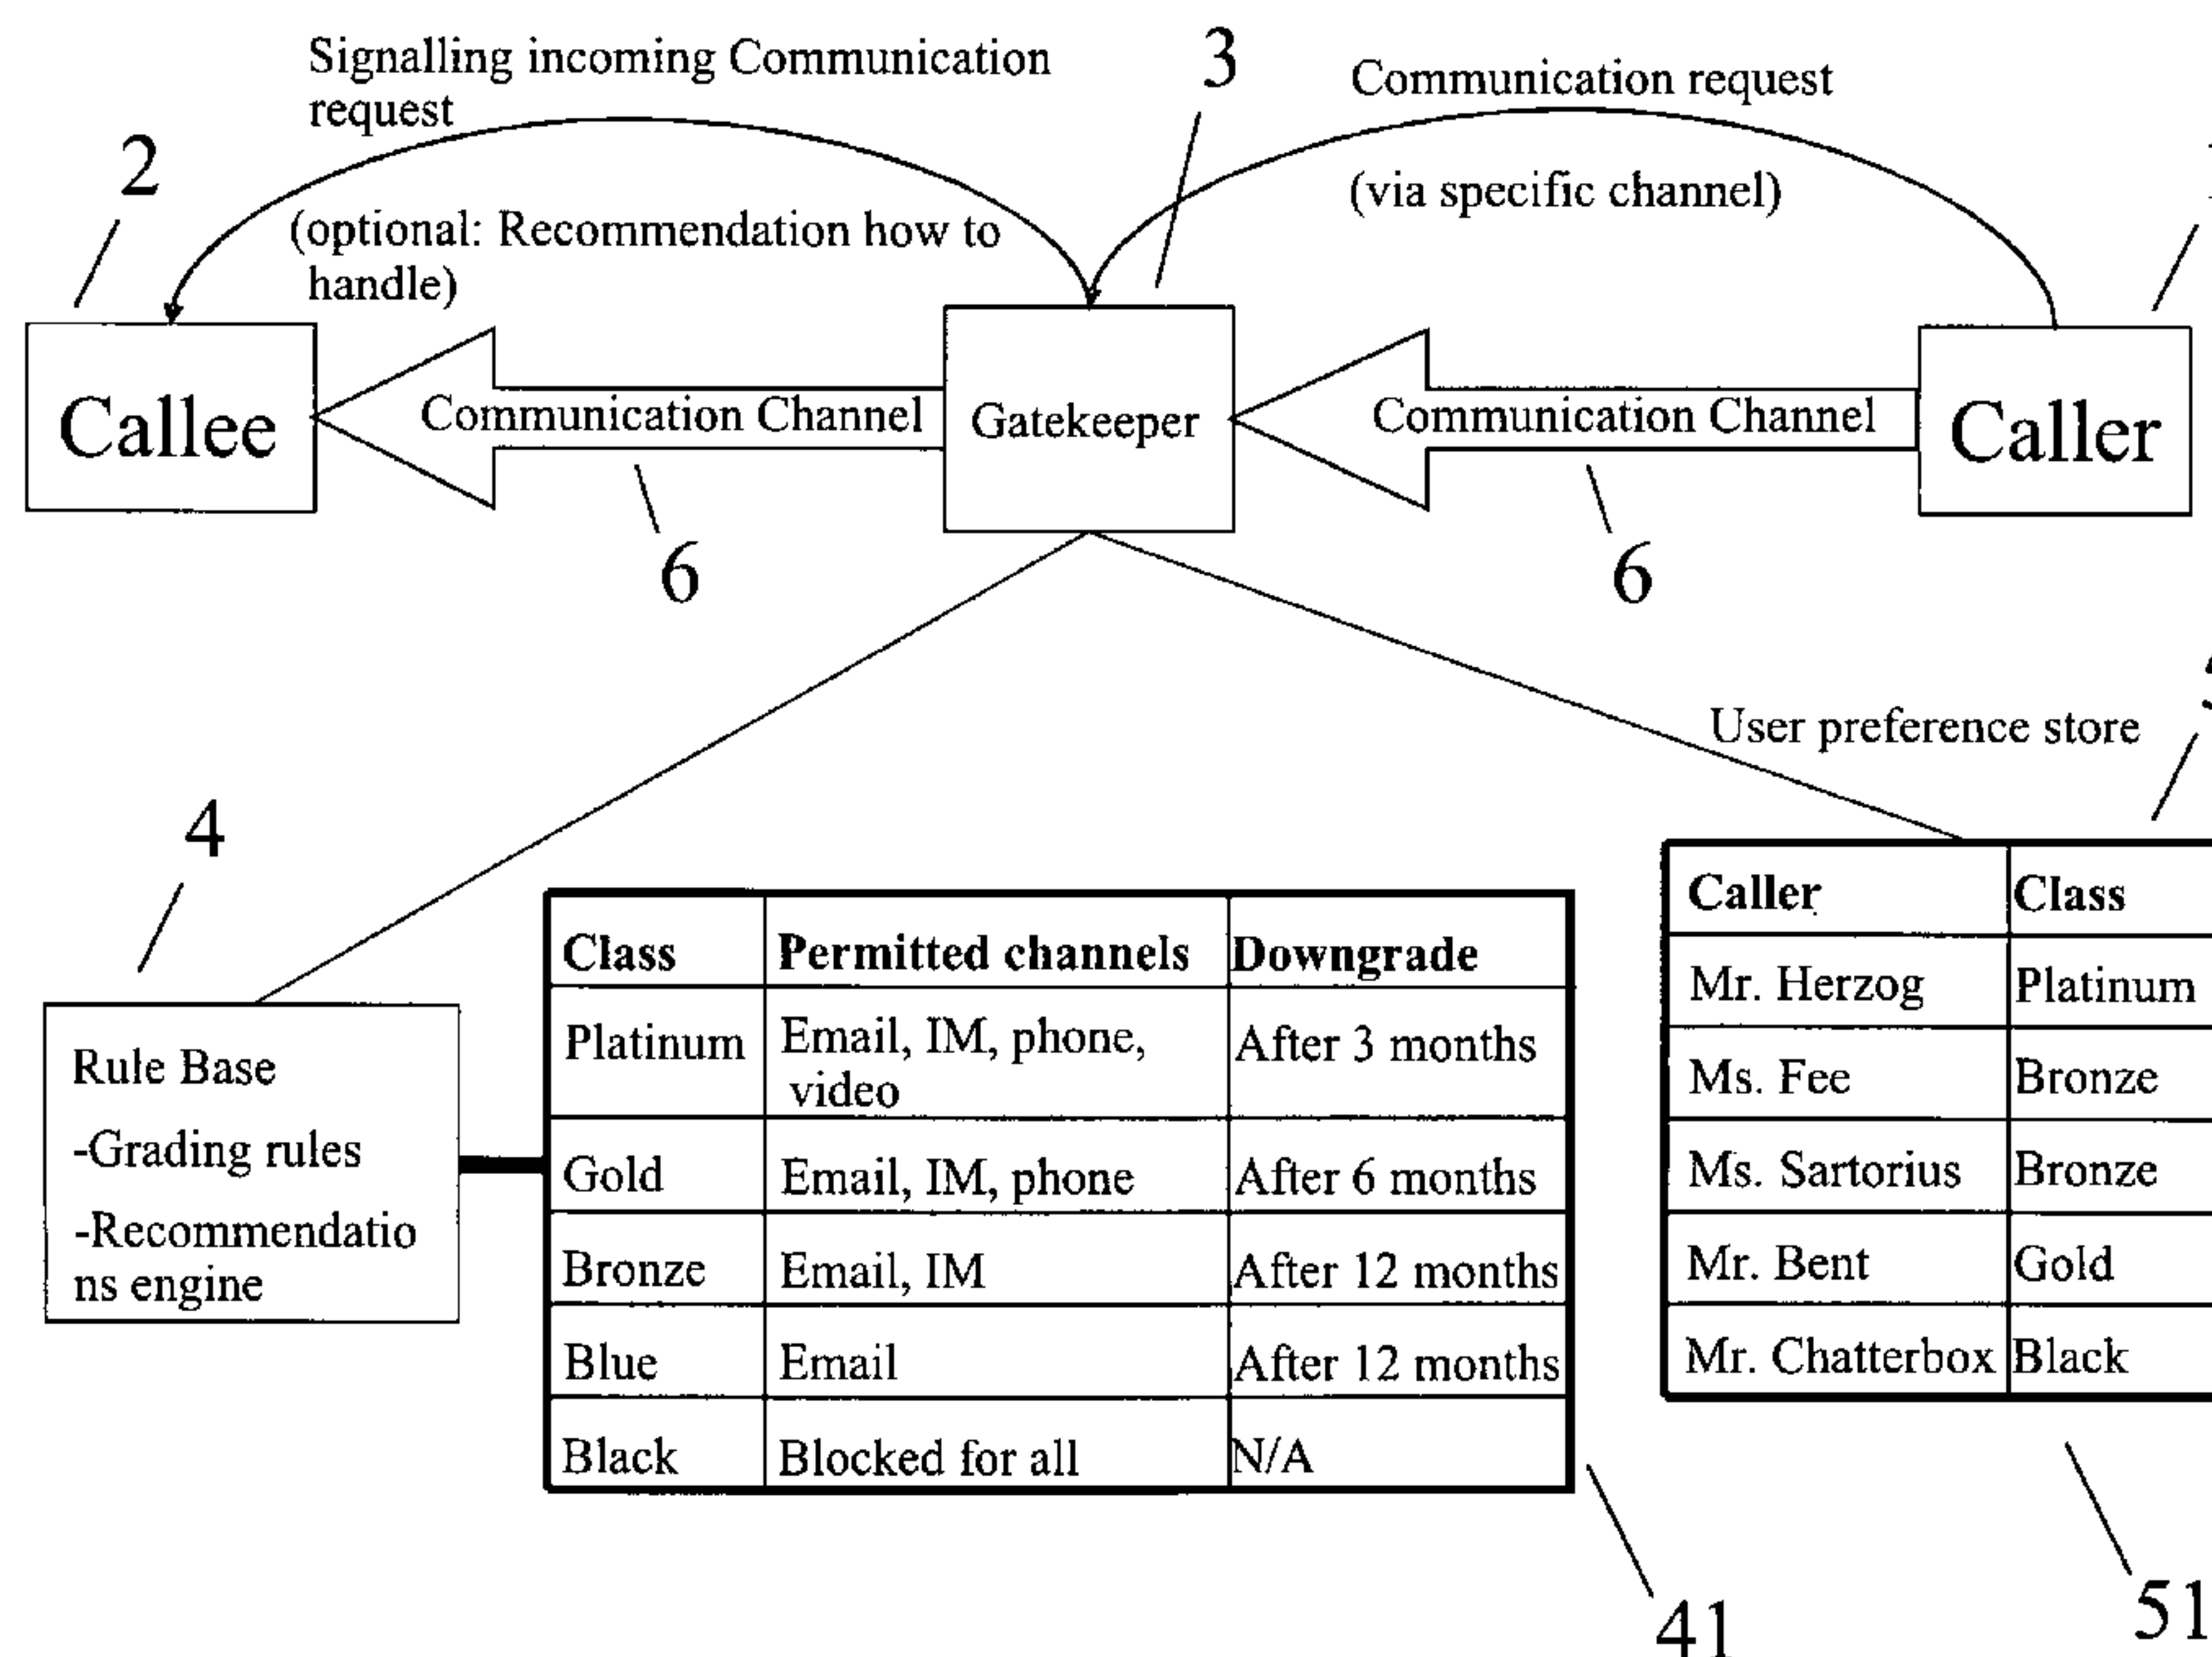 Signalling incoming Communication
request
3
Communication request
2
(via specific channel)
(optional: Recommendation how to
handle)
Callee
Communication Channel
Gatekeeper
Communication Channel
Caller
6
6
User preference store
4
Caller Class
Mr. Herzog Platinum
Ms. Fee Bronze
Ms. Sartorius Bronze
Mr. Bent Gold
Mr. Chatterbox Black
Class Permitted channels Downgrade
Platinum Email, IM, phone, After 3 months
video
Gold Email, IM, phone After 6 months
Bronze Email, IM After 12 months
Blue Email After 12 months
Black Blocked for all N/A
Rule Base
-Grading rules
-Recommendatio
ns engine
41
51